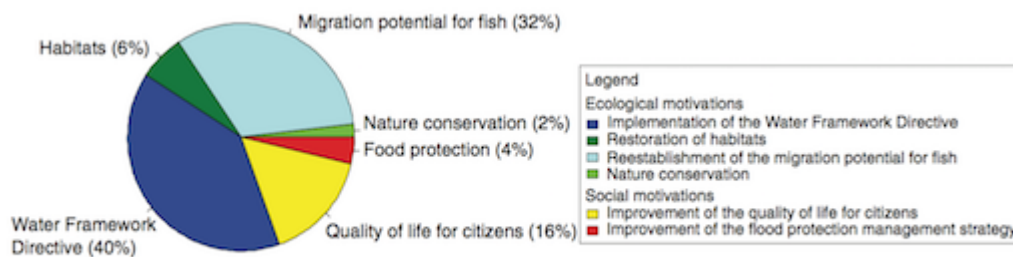 Migration potential for fish (32%)
Habitats (6%)
Nature conservation (2%)
Food protection (4%)
Water Framework
Directive (40%)
Quality of life for citizens (16%)
Legend
Ecological motivations
Implementation of the Water Framework Directive
Restoration of habitats
Reestablishment of the migration potential for fish
Nature conservation
Social motivations
Improvement of the quality of life for citizens
Improvement of the flood protection management strategy